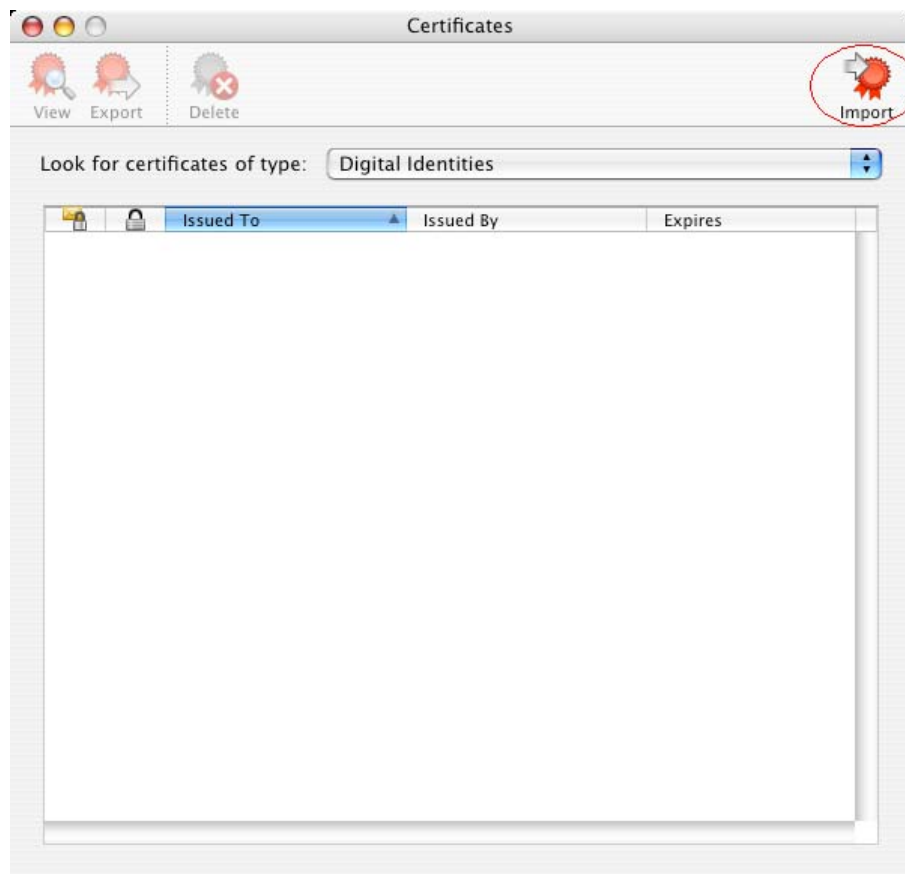 Certificates
View Export Delete Import
Look for certificates of type: Digital Identities
Issued To Issued By Expires